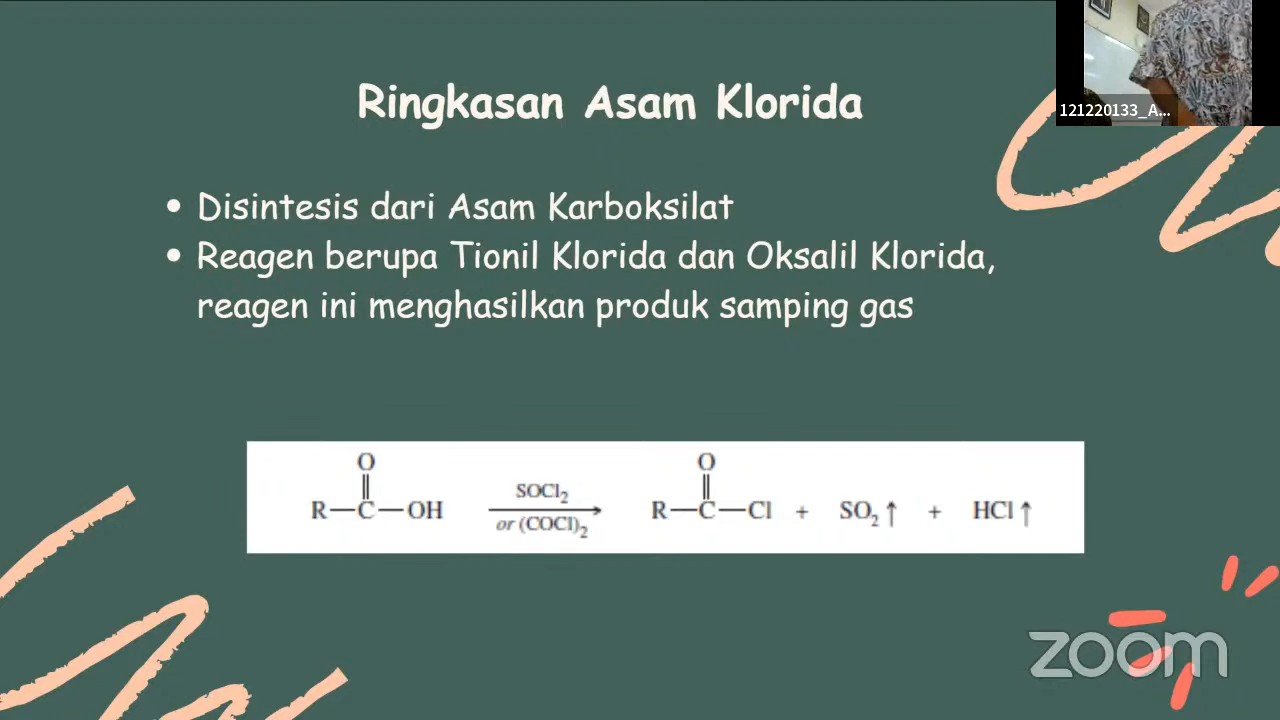 Ringkasan Asam Klorida
121220133_A...
• Disintesis dari Asam Karboksilat
• Reagen berupa Tionil Klorida dan Oksalil Klorida,
reagen ini menghasilkan produk samping gas
O
R—C—OH
SOCl₂
or (COCl)₂
O
R—C—Cl + SO₂↑ + HCl↑
zoom